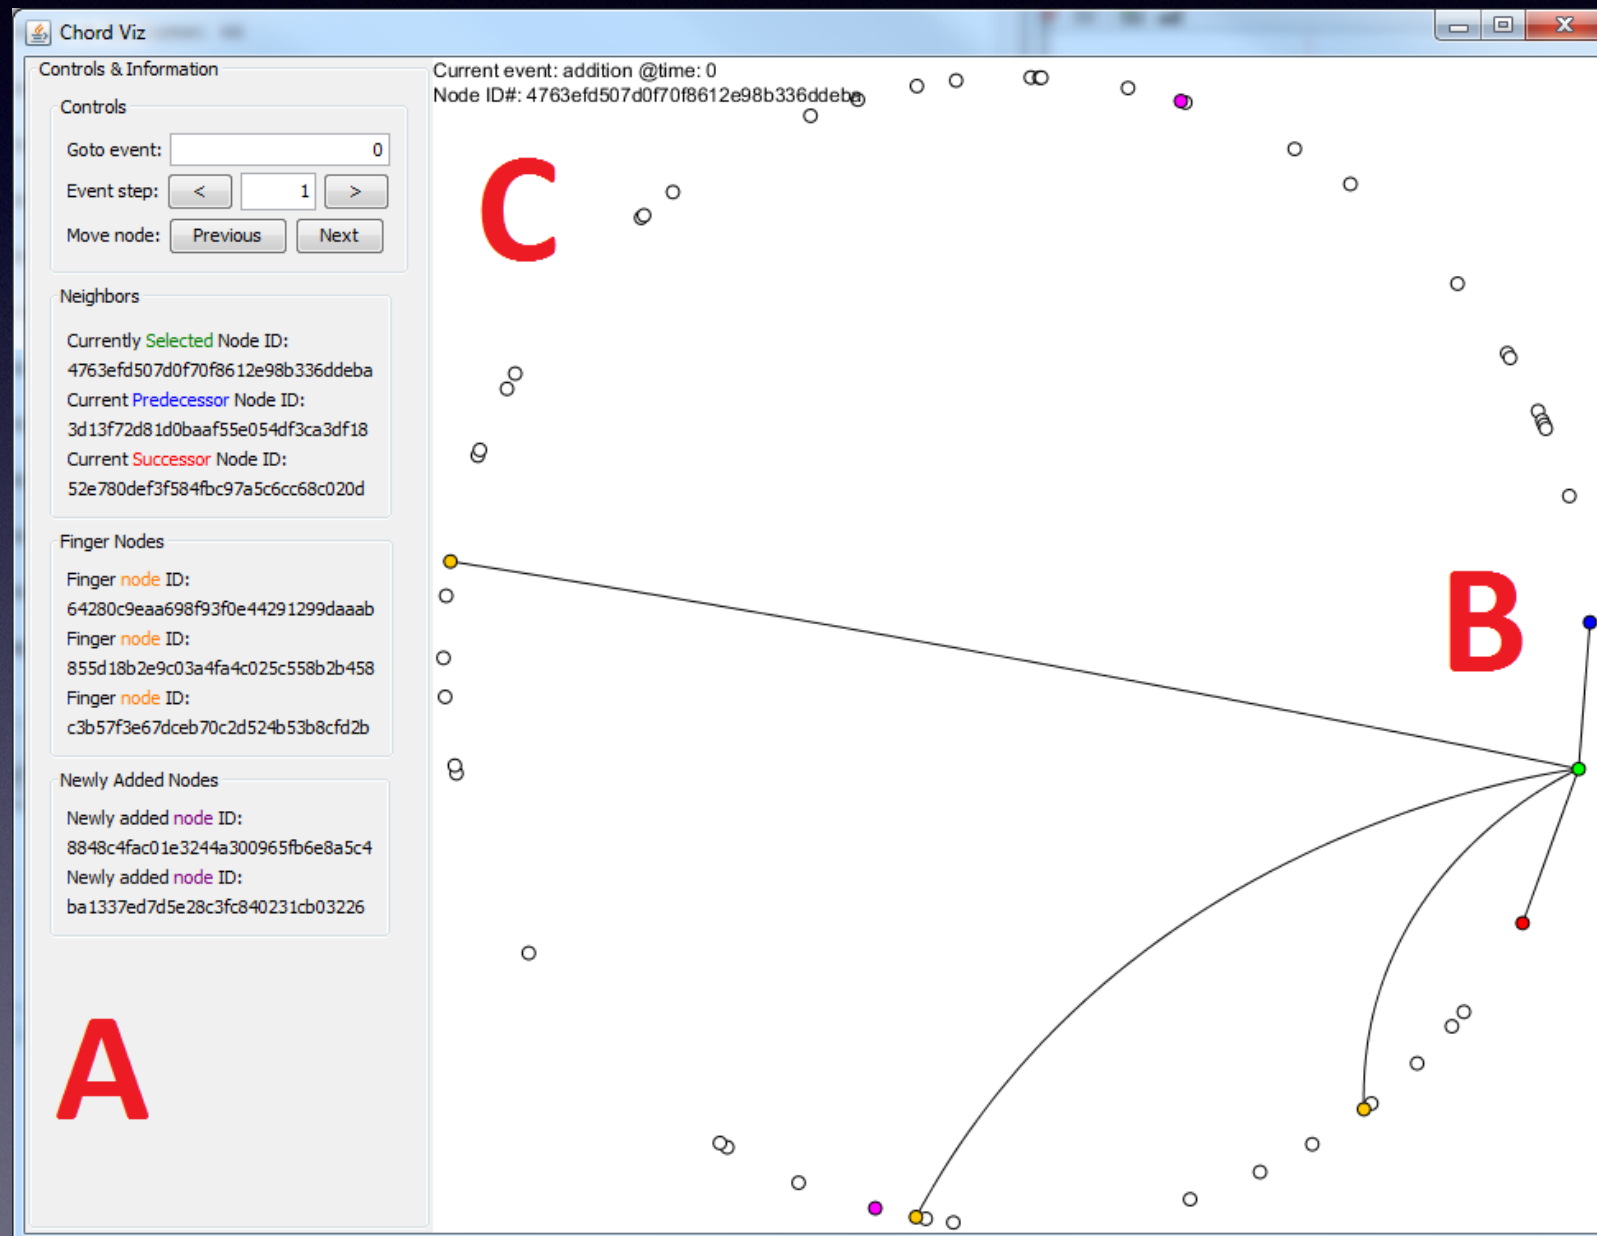 Chord Viz
Controls & Information
Controls
Goto event: 0
Event step: < 1 >
Move node: Previous Next
Neighbors
Currently Selected Node ID:
4763efd507d0f70f8612e98b336ddeba
Current Predecessor Node ID:
3d13f72d81d0baaf55e054df3ca3df18
Current Successor Node ID:
52e780def3f584fbc97a5c6cc68c020d
Finger Nodes
Finger node ID:
64280c9eaa698f93f0e44291299daaab
Finger node ID:
855d18b2e9c03a4fa4c025c558b2b458
Finger node ID:
c3b57f3e67dceb70c2d524b53b8cfd2b
Newly Added Nodes
Newly added node ID:
8848c4fac01e3244a300965fb6e8a5c4
Newly added node ID:
ba1337ed7d5e28c3fc840231cb03226
A
Current event: addition @time: 0
Node ID#: 4763efd507d0f70f8612e98b336ddeba
C
B